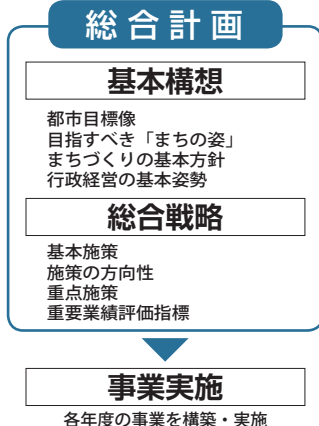 総合計画
基本構想
都市目標像
目指すべき「まちの姿」
まちづくりの基本方針
行政経営の基本姿勢
総合戦略
基本施策
施策の方向性
重点施策
重要業績評価指標
事業実施
各年度の事業を構築・実施